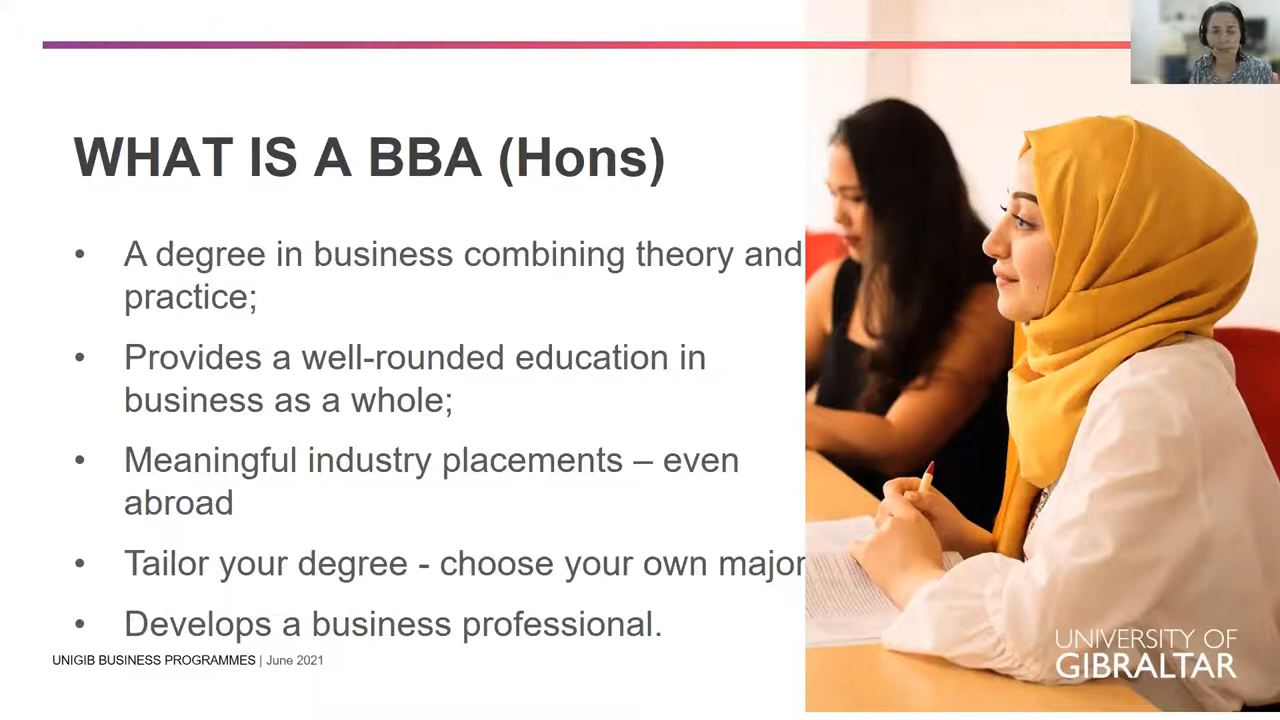 WHAT IS A BBA (Hons)
• A degree in business combining theory and
practice;
• Provides a well-rounded education in
business as a whole;
• Meaningful industry placements – even
abroad
• Tailor your degree - choose your own major
• Develops a business professional.
UNIGIB BUSINESS PROGRAMMES | June 2021
UNIVERSITY OF
GIBRALTAR